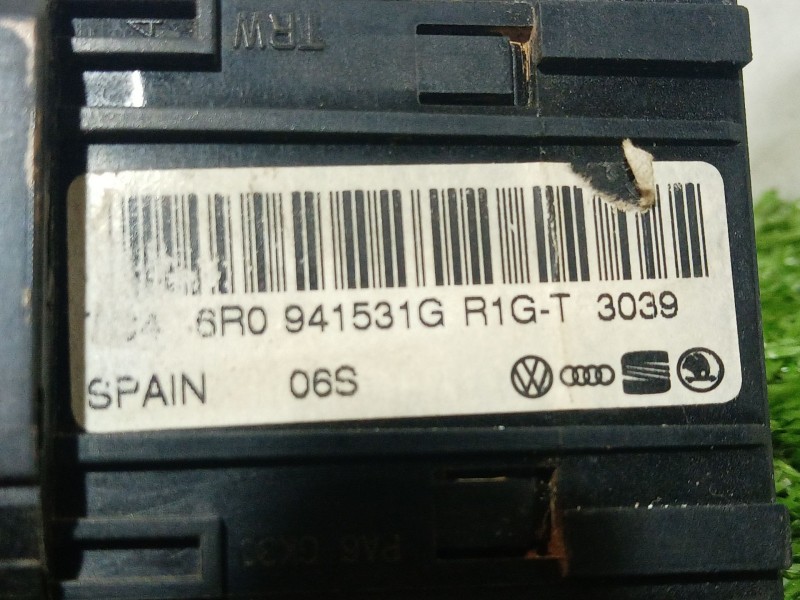 TRW
6R0 941531G R1G-T 3039
SPAIN 06S